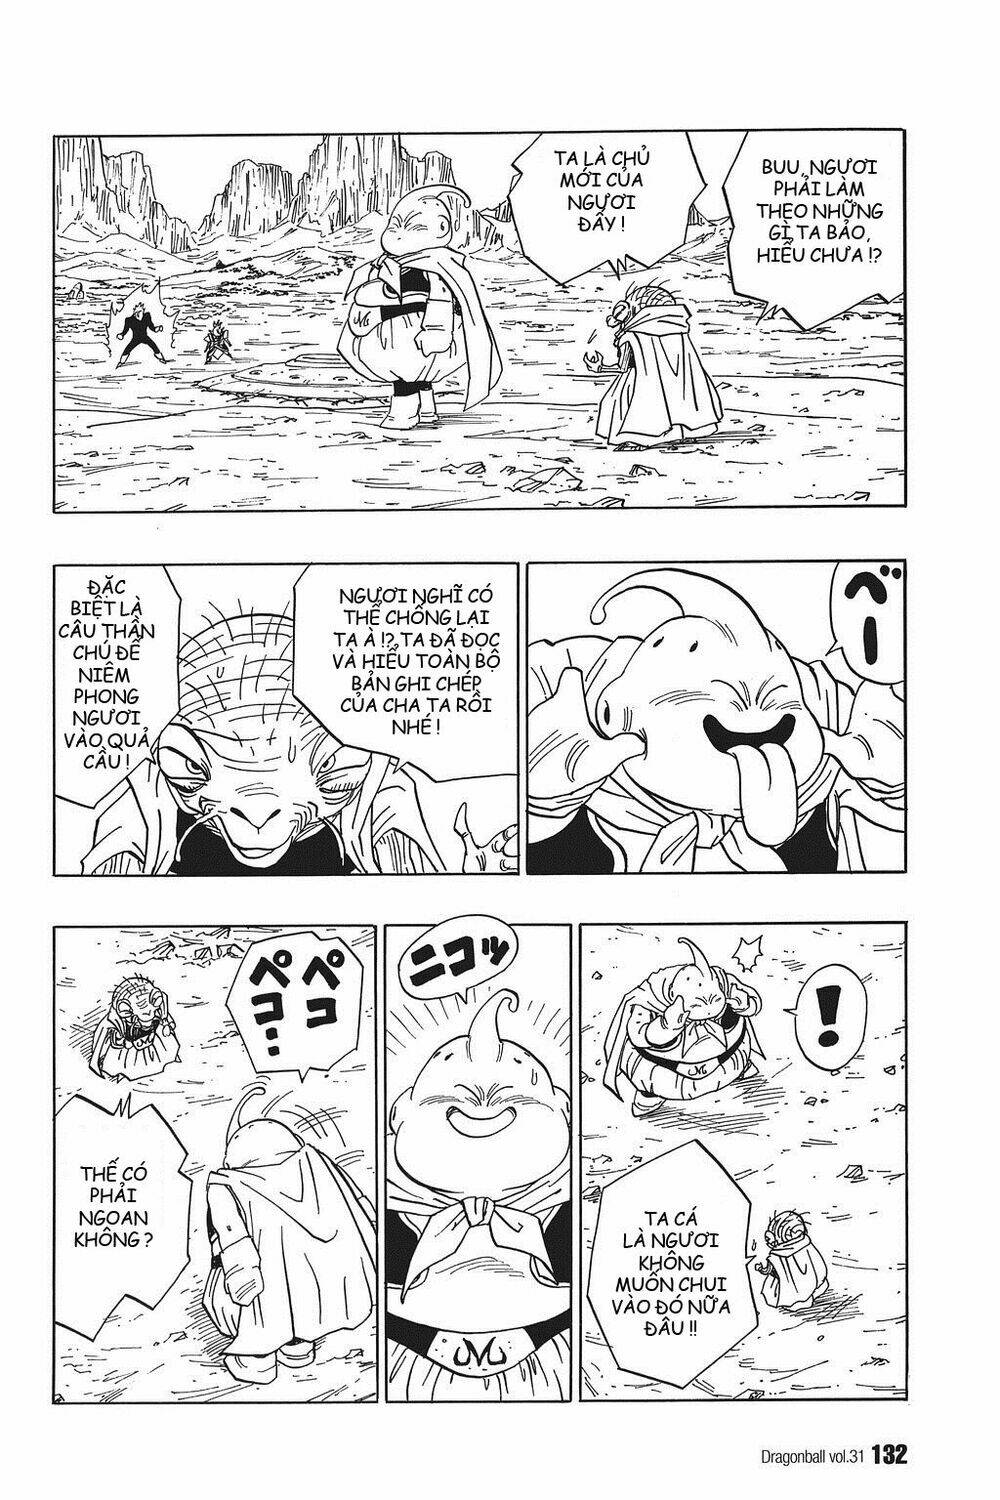 BUU, NGƯƠI
PHẢI LÀM
THEO NHỮNG
GÌ TA BẢO,
HIỂU CHƯA !?
TA LÀ CHỦ
MỚI CỦA
NGƯƠI
ĐẤY !
ベー
NGƯƠI NGHĨ CÓ
THỂ CHỐNG LẠI
TA À !? TA ĐÃ ĐỌC
VÀ HIỂU TOÀN BỘ
BẢN GHI CHÉP
CỦA CHA TA RỒI
NHÉ !
ĐẶC
BIỆT LÀ
CÂU THẦN
CHÚ ĐỂ
NIÊM
PHONG
NGƯƠI
VÀO QUẢ
CẦU !
!
TA CÁ
LÀ NGƯƠI
KHÔNG
MUỐN CHUI
VÀO ĐÓ NỮA
ĐÂU !!
ニコッ
ペコ
ペコ…
THẾ CÓ
PHẢI
NGOAN
KHÔNG ?
Dragonball vol.31 132